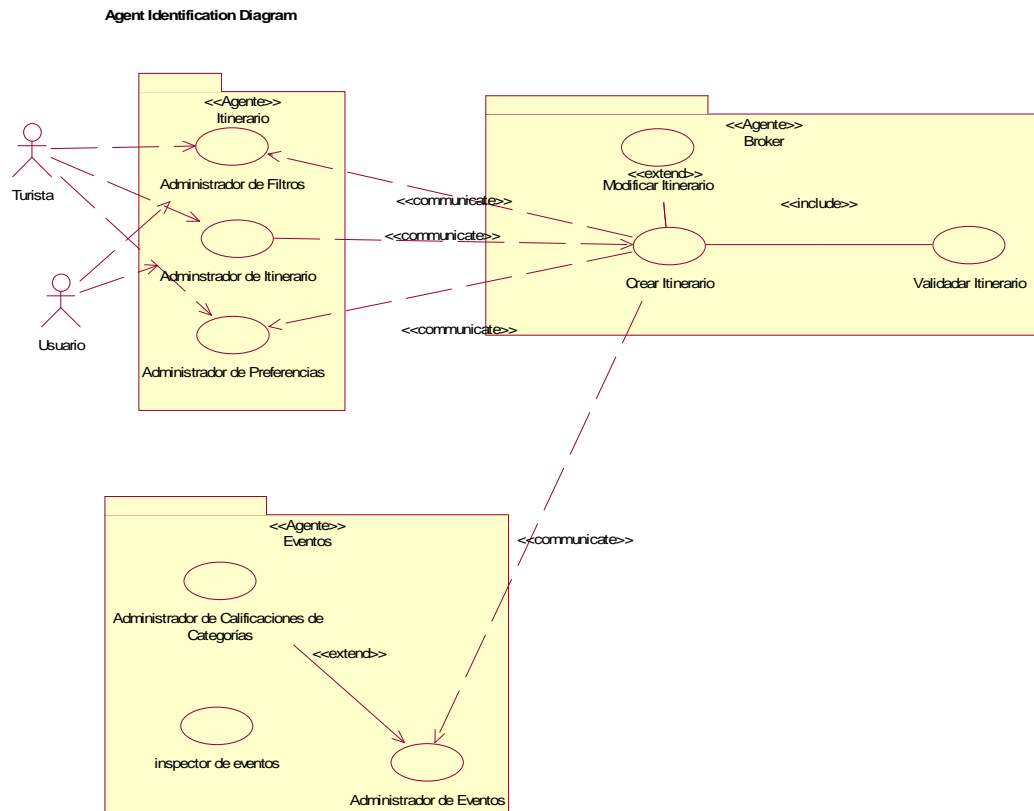 Agent Identification Diagram
<<Agente>>
Itinerario
Administrador de Filtros
Adminstrador de Itinerario
Administrador de Preferencias
Turista
Usuario
<<communicate>>
<<communicate>>
<<communicate>>
<<Agente>>
Broker
<<extend>>
Modificar Itinerario
<<include>>
Crear Itinerario
Validadar Itinerario
<<communicate>>
<<Agente>>
Eventos
Administrador de Calificaciones de
Categorías
<<extend>>
inspector de eventos
Administrador de Eventos